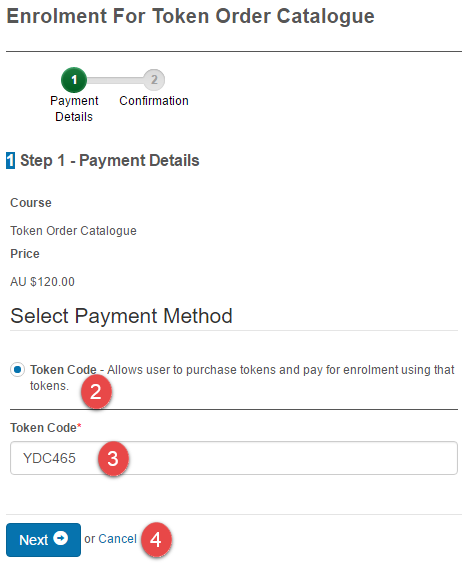 Enrolment For Token Order Catalogue
1 2
Payment Confirmation
Details
1 Step 1 - Payment Details
Course
Token Order Catalogue
Price
AU $120.00
Select Payment Method
Token Code - Allows user to purchase tokens and pay for enrolment using that
tokens. 2
Token Code*
YDC465 3
Next or Cancel 4